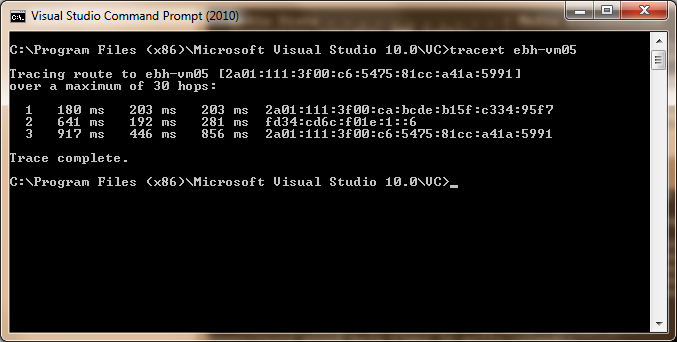 Visual Studio Command Prompt (2010)
C:\Program Files (x86)\Microsoft Visual Studio 10.0\VC>tracert ebh-vm05
Tracing route to ebh-vm05 [2a01:111:3f00:c6:5475:81cc:a41a:5991]
over a maximum of 30 hops:
1 180 ms 203 ms 203 ms 2a01:111:3f00:ca:bcde:b15f:c334:95f7
2 641 ms 192 ms 281 ms fd34:cd6c:f01e:1::6
3 917 ms 446 ms 856 ms 2a01:111:3f00:c6:5475:81cc:a41a:5991
Trace complete.
C:\Program Files (x86)\Microsoft Visual Studio 10.0\VC>_